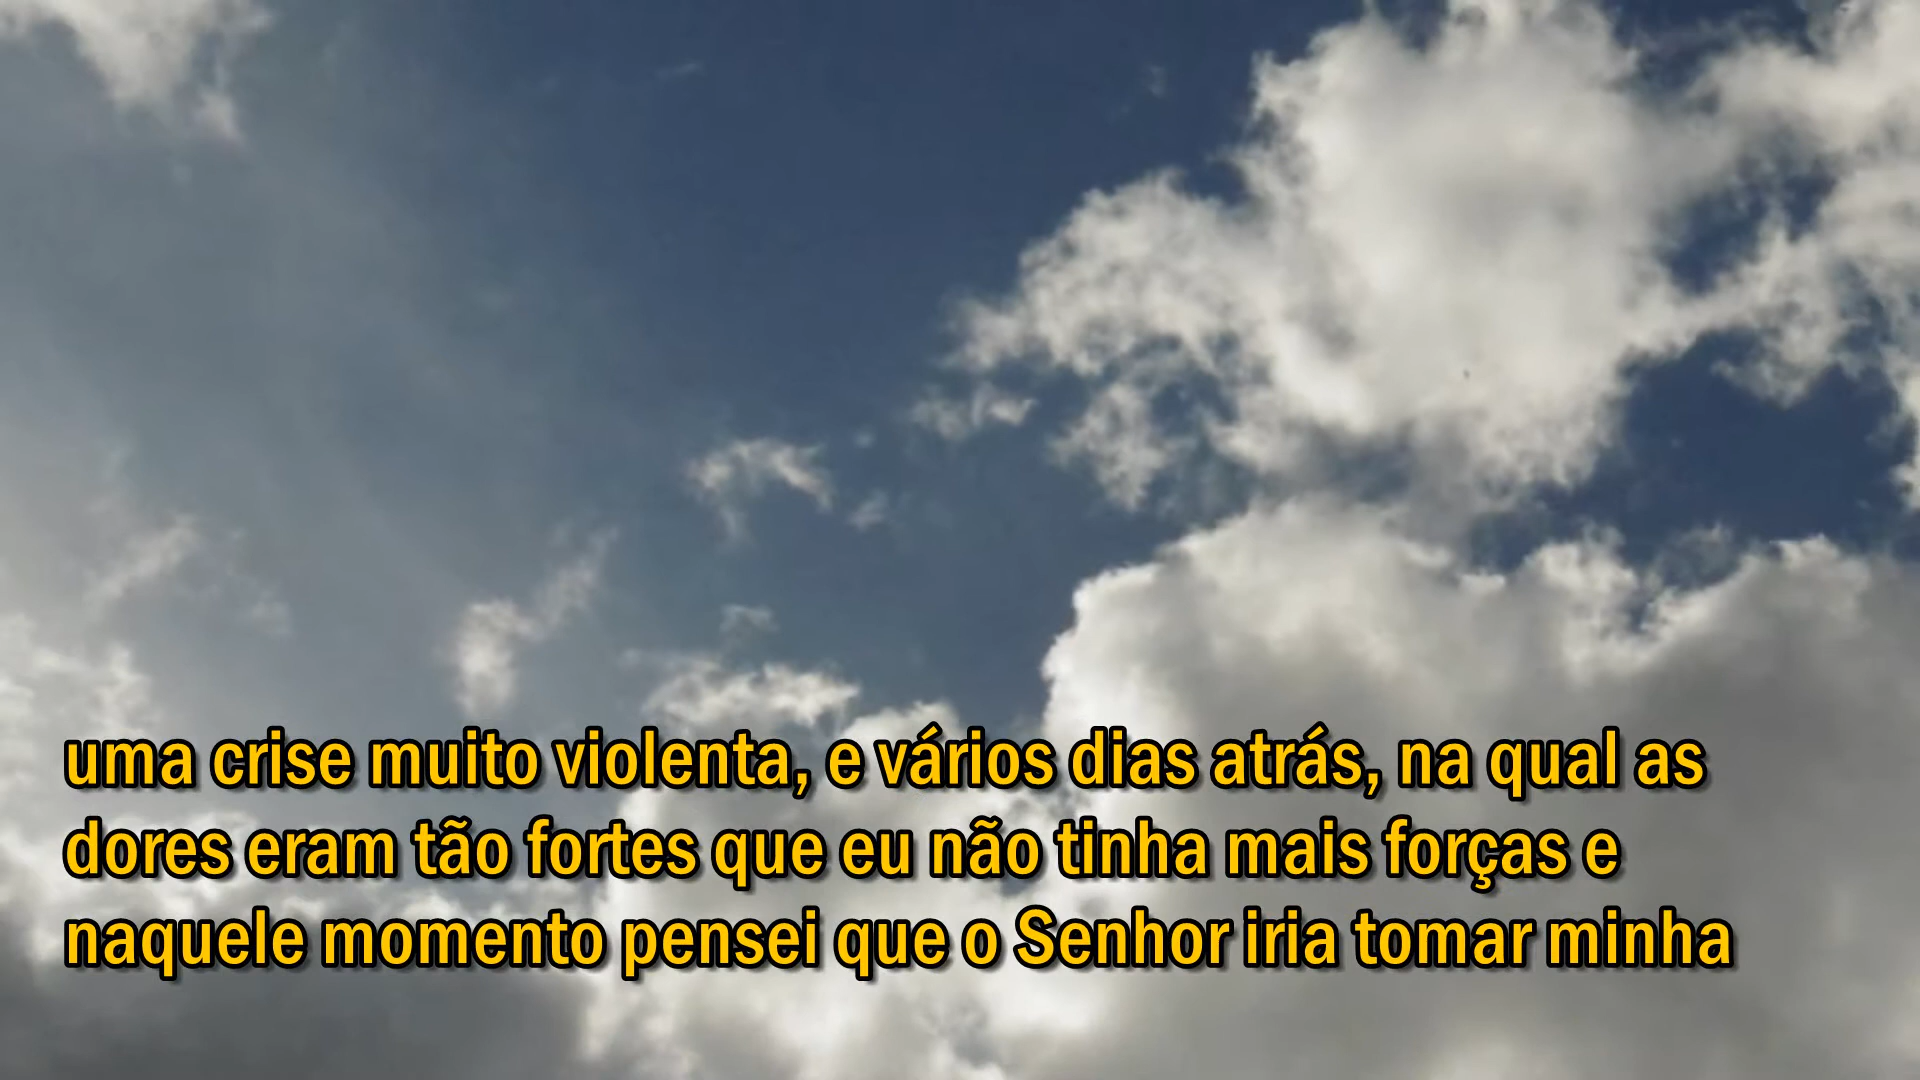 uma crise muito violenta, e vários dias atrás, na qual as
dores eram tão fortes que eu não tinha mais forças e
naquele momento pensei que o Senhor iria tomar minha